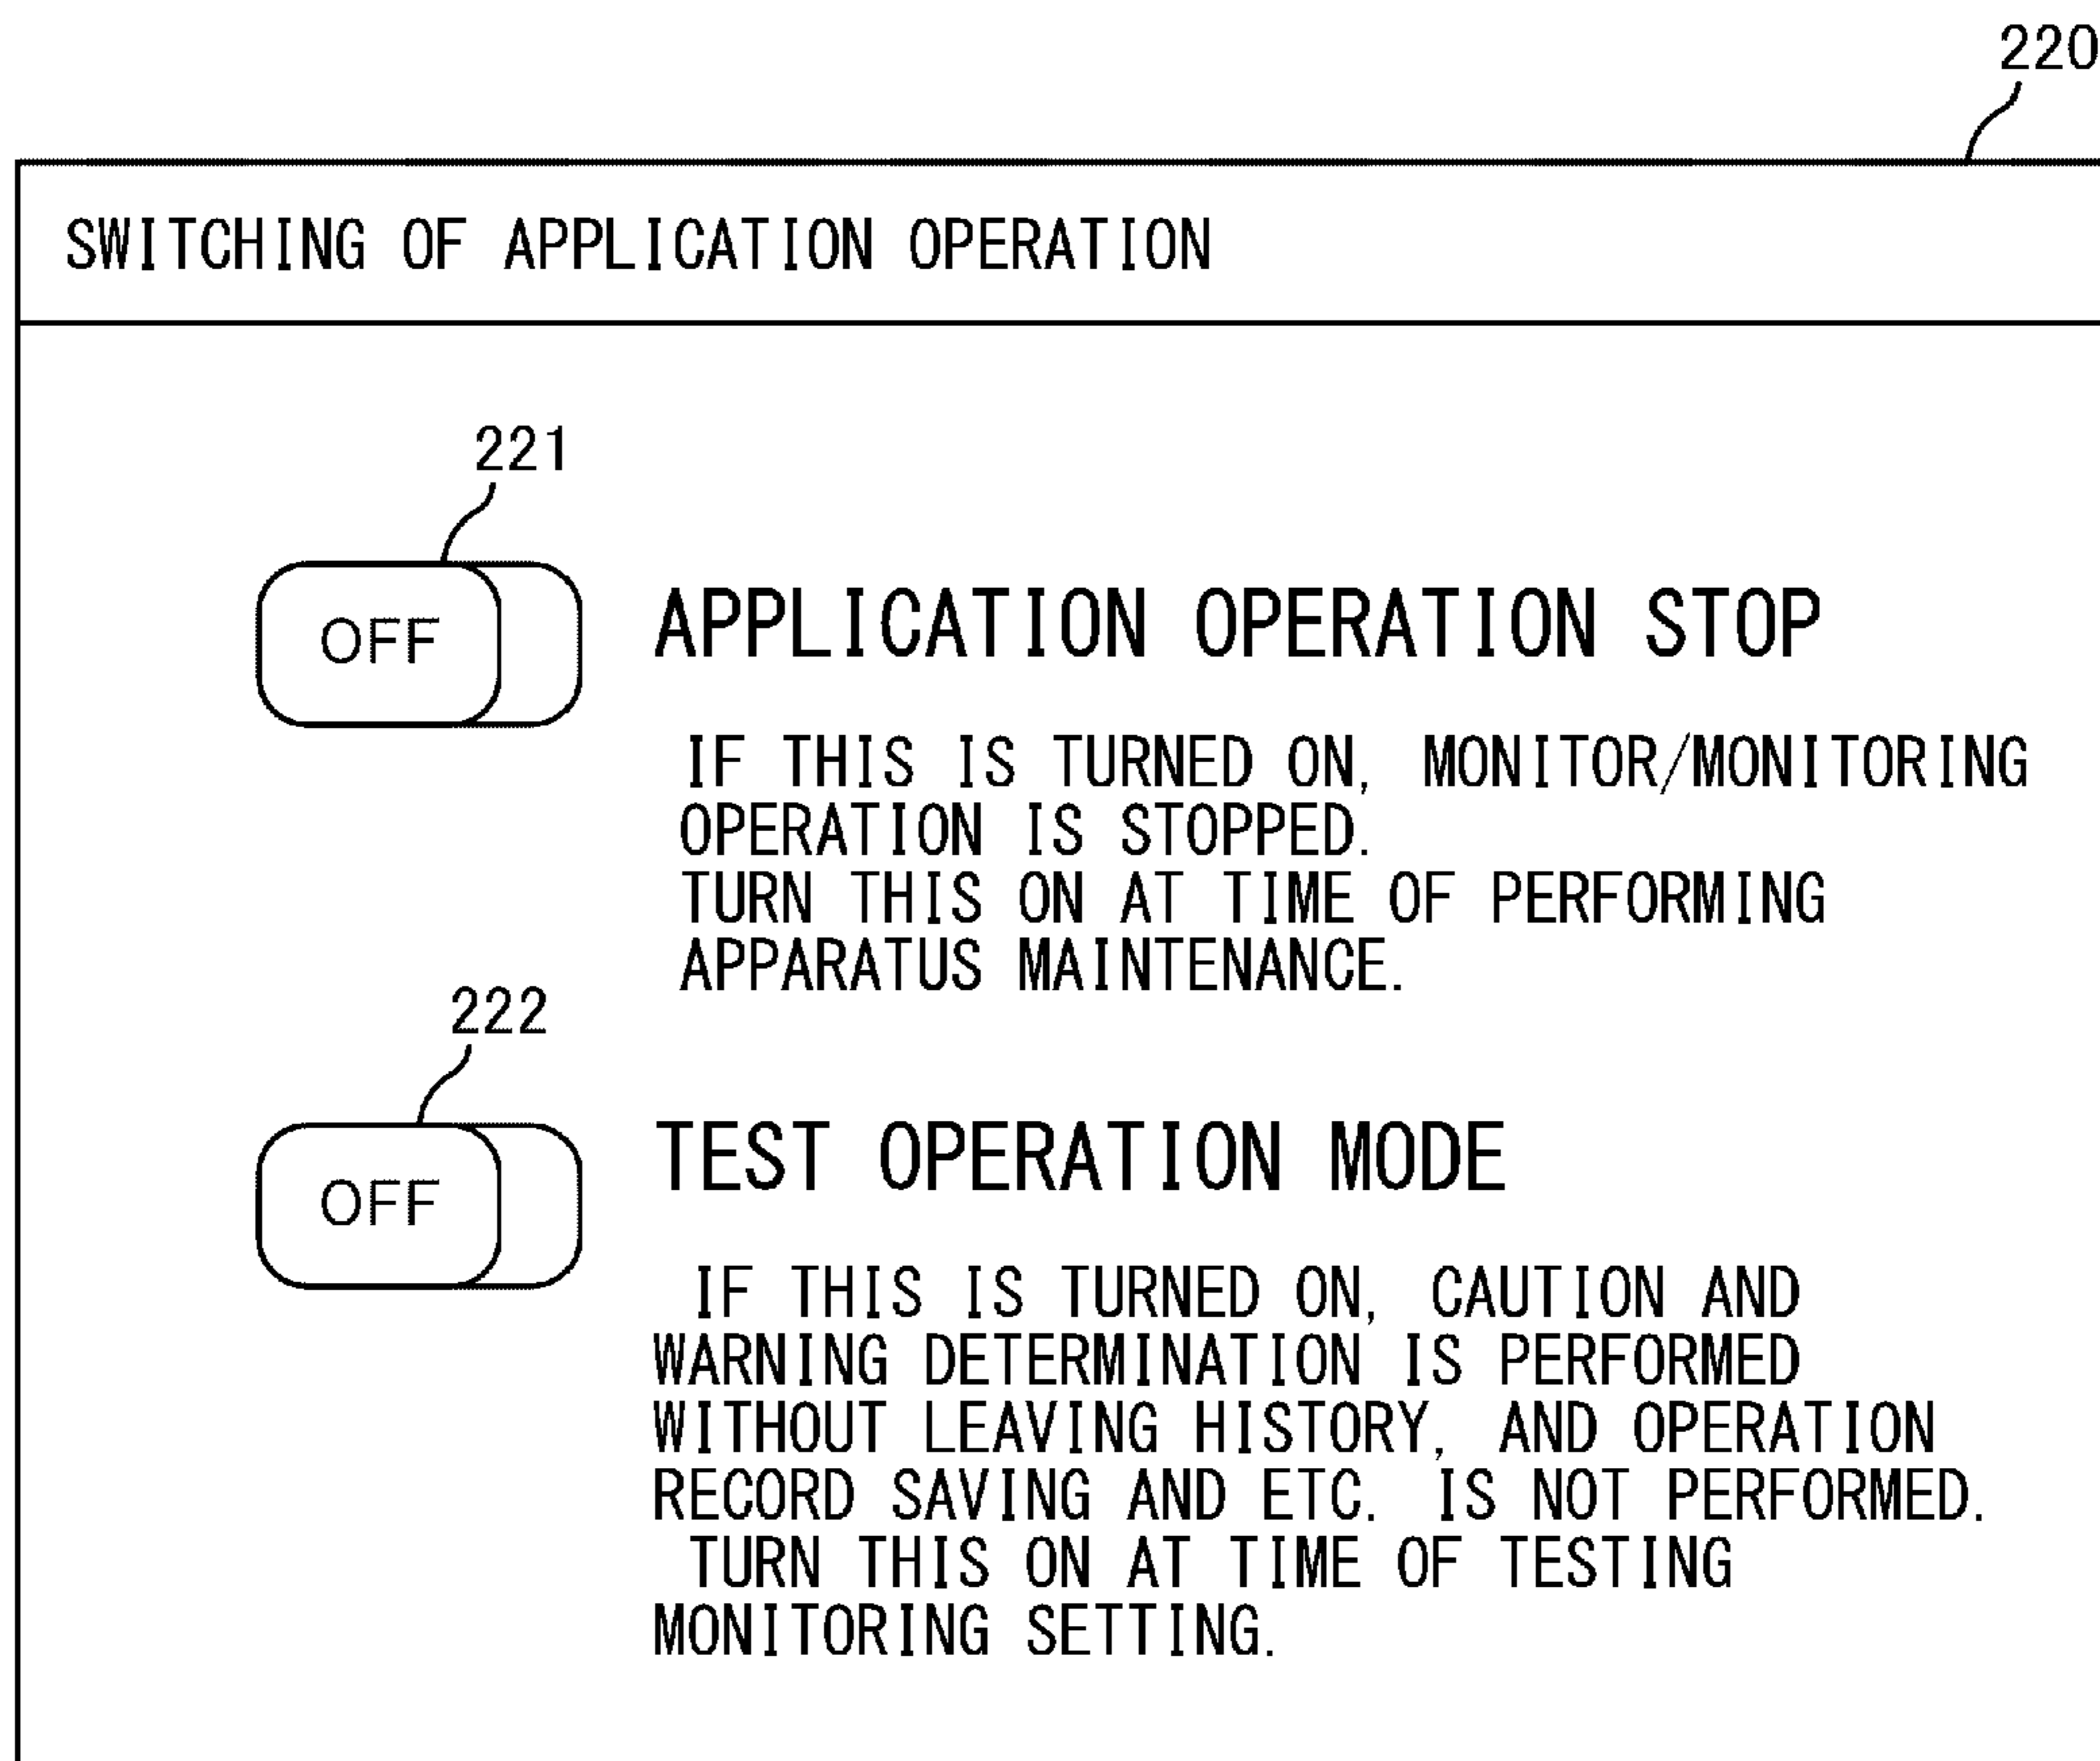 220
SWITCHING OF APPLICATION OPERATION
221
OFF
APPLICATION OPERATION STOP
IF THIS IS TURNED ON, MONITOR/MONITORING
OPERATION IS STOPPED.
TURN THIS ON AT TIME OF PERFORMING
APPARATUS MAINTENANCE.
222
OFF
TEST OPERATION MODE
IF THIS IS TURNED ON, CAUTION AND
WARNING DETERMINATION IS PERFORMED
WITHOUT LEAVING HISTORY, AND OPERATION
RECORD SAVING AND ETC. IS NOT PERFORMED.
TURN THIS ON AT TIME OF TESTING
MONITORING SETTING.